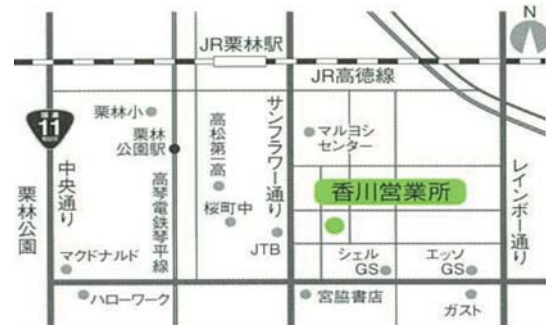 N
JR栗林駅
JR高徳線
国道
11
栗林小
栗林
公園駅
高松第一高
サンフラワー通り
マルヨシ
センター
中央通り
栗林公園
高琴電鉄琴平線
桜町中
香川営業所
レインボー通り
マクドナルド
JTB
シェル
GS
エッソ
GS
ハローワーク
宮脇書店
ガスト